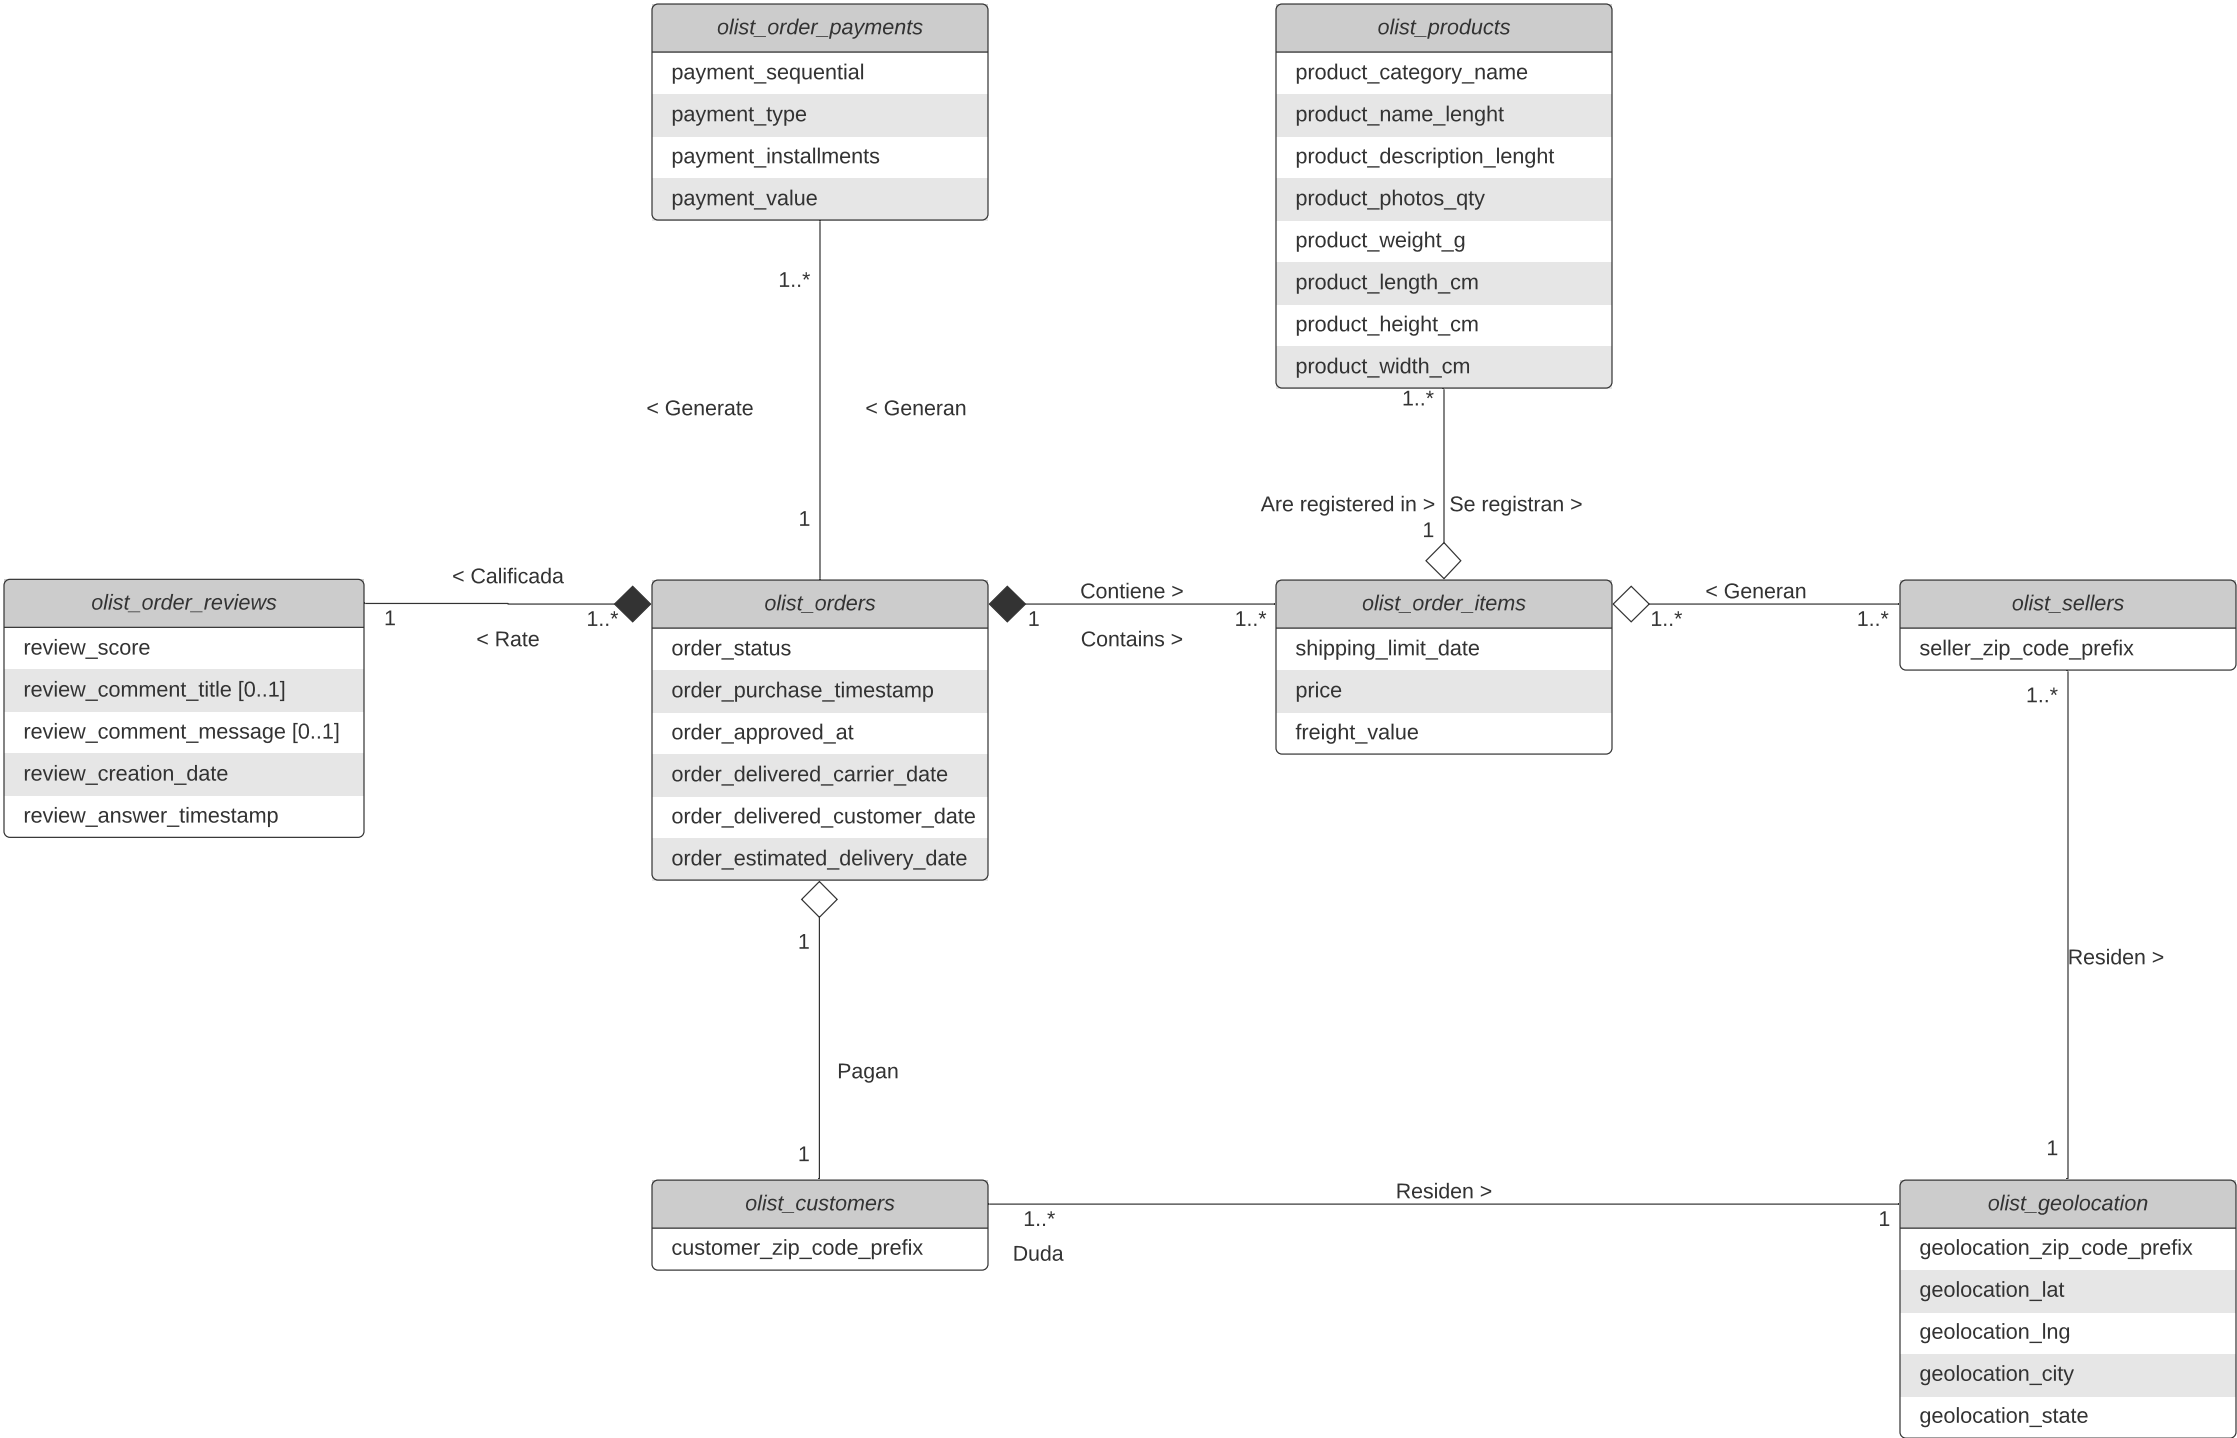 olist_order_payments
payment_sequential
payment_type
payment_installments
payment_value
olist_products
product_category_name
product_name_lenght
product_description_lenght
product_photos_qty
product_weight_g
product_length_cm
product_height_cm
product_width_cm
1..*
< Generate
< Generan
1
1..*
Are registered in >
Se registran >
1
olist_order_reviews
review_score
review_comment_title [0..1]
review_comment_message [0..1]
review_creation_date
review_answer_timestamp
< Calificada
1
1..*
< Rate
olist_orders
order_status
order_purchase_timestamp
order_approved_at
order_delivered_carrier_date
order_delivered_customer_date
order_estimated_delivery_date
Contiene >
1
1..*
Contains >
olist_order_items
shipping_limit_date
price
freight_value
< Generan
1..*
1..*
olist_sellers
seller_zip_code_prefix
1..*
Residen >
1
1
Pagan
1
olist_customers
customer_zip_code_prefix
Residen >
1..*
1
Duda
olist_geolocation
geolocation_zip_code_prefix
geolocation_lat
geolocation_lng
geolocation_city
geolocation_state